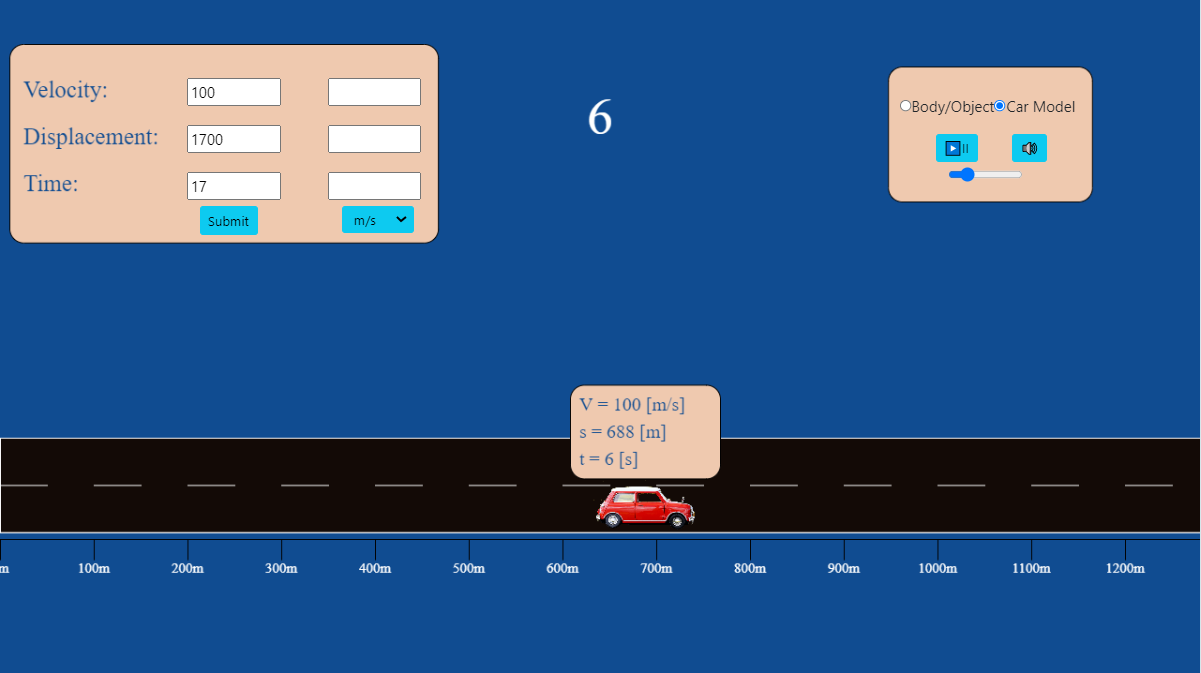 Velocity: 100
Displacement: 1700
Time: 17
Submit m/s
6
Body/Object Car Model
V = 100 [m/s]
s = 688 [m]
t = 6 [s]
m 100m 200m 300m 400m 500m 600m 700m 800m 900m 1000m 1100m 1200m